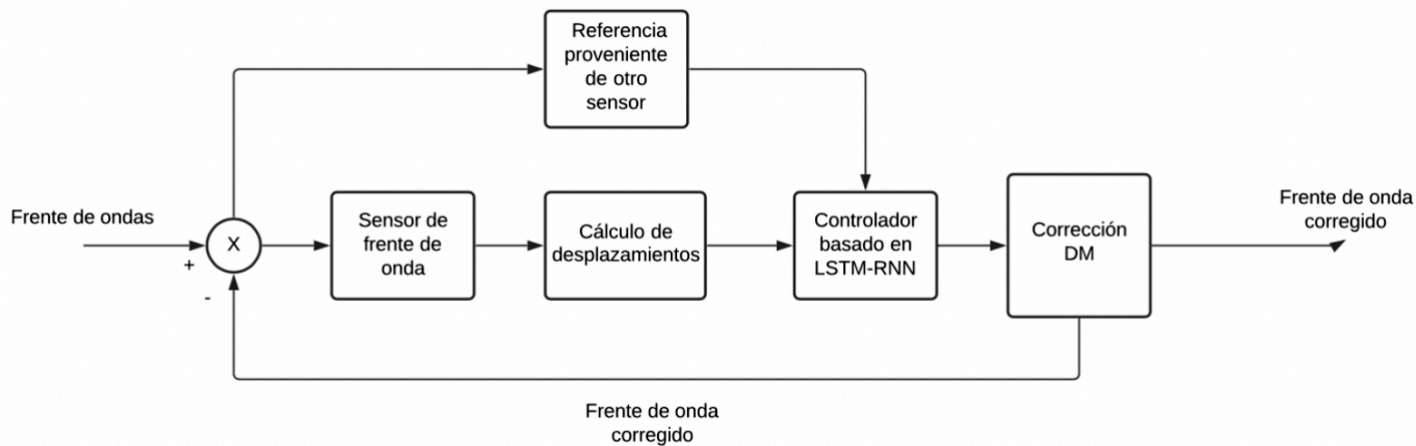 Referencia
proveniente
de otro
sensor
Frente de ondas
X
+
-
Sensor de
frente de
onda
Cálculo de
desplazamientos
Controlador
basado en
LSTM-RNN
Corrección
DM
Frente de onda
corregido
Frente de onda
corregido